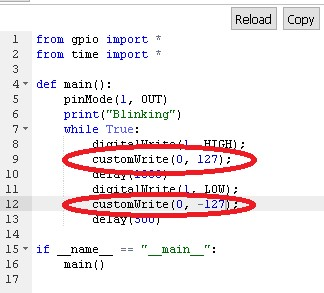 Reload Copy
1 from gpio import *
2 from time import *
3
4 def main():
5 pinMode(1, OUT)
6 print("Blinking")
7 while True:
8 digitalWrite(1, HIGH);
9 customWrite(0, 127);
10 delay(1000)
11 digitalWrite(1, LOW);
12 customWrite(0, -127);
13 delay(500)
14
15 if __name__ == "__main__":
16 main()
17